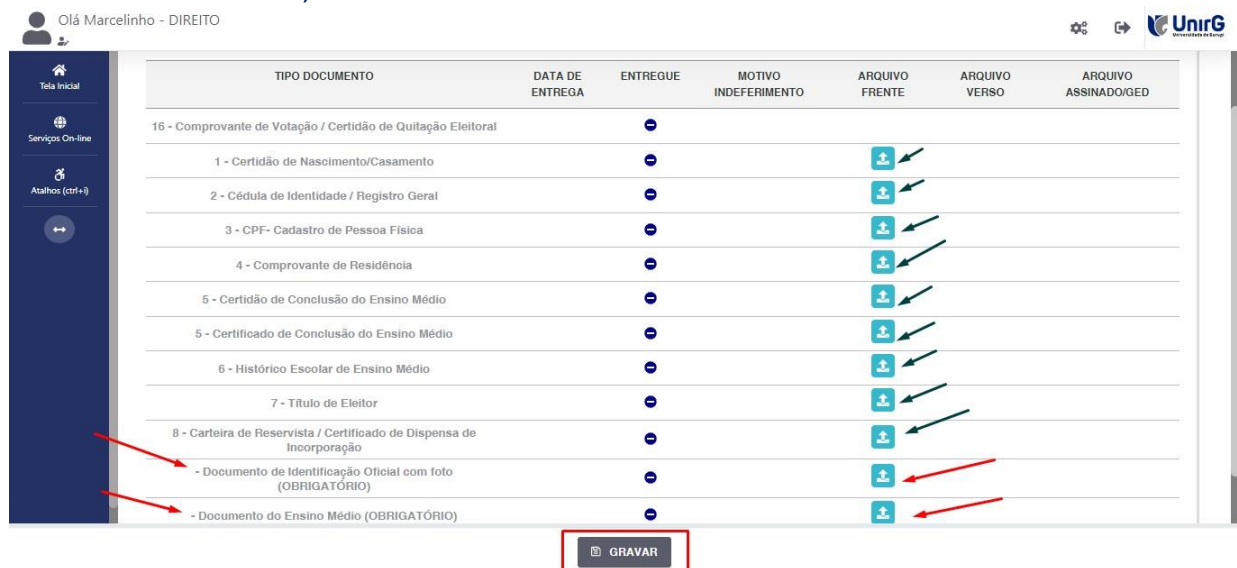 Olá Marcelinho - DIREITO
UnirG
Universidade de Gurupi
Tela Inicial
Serviços On-line
Atalhos (ctrl+i)
TIPO DOCUMENTO
DATA DE ENTREGA
ENTREGUE
MOTIVO INDEFERIMENTO
ARQUIVO FRENTE
ARQUIVO VERSO
ARQUIVO ASSINADO/GED
16 - Comprovante de Votação / Certidão de Quitação Eleitoral
1 - Certidão de Nascimento/Casamento
2 - Cédula de Identidade / Registro Geral
3 - CPF- Cadastro de Pessoa Física
4 - Comprovante de Residência
5 - Certidão de Conclusão do Ensino Médio
5 - Certificado de Conclusão do Ensino Médio
6 - Histórico Escolar de Ensino Médio
7 - Título de Eleitor
8 - Carteira de Reservista / Certificado de Dispensa de
Incorporação
- Documento de Identificação Oficial com foto
(OBRIGATÓRIO)
- Documento do Ensino Médio (OBRIGATÓRIO)
GRAVAR